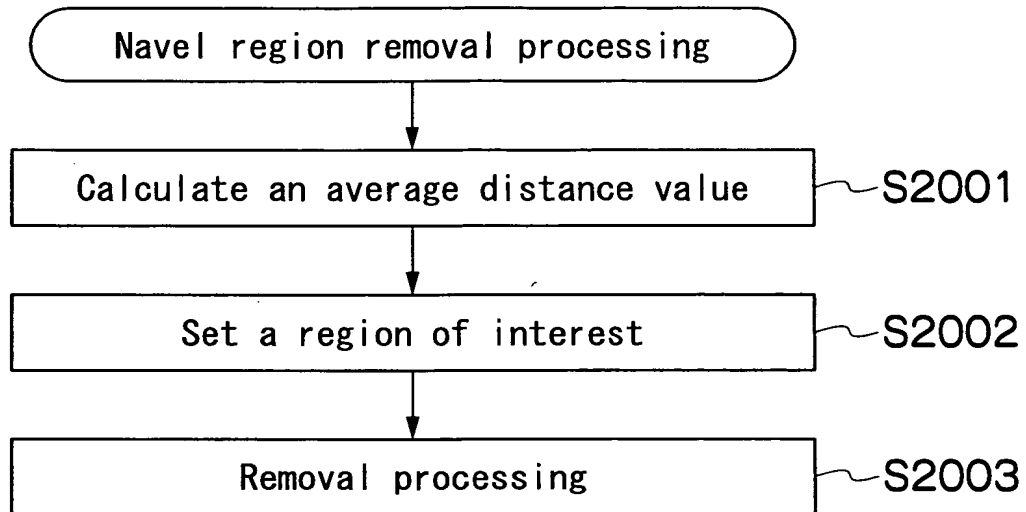 Navel region removal processing
Calculate an average distance value
S2001
Set a region of interest
S2002
Removal processing
S2003